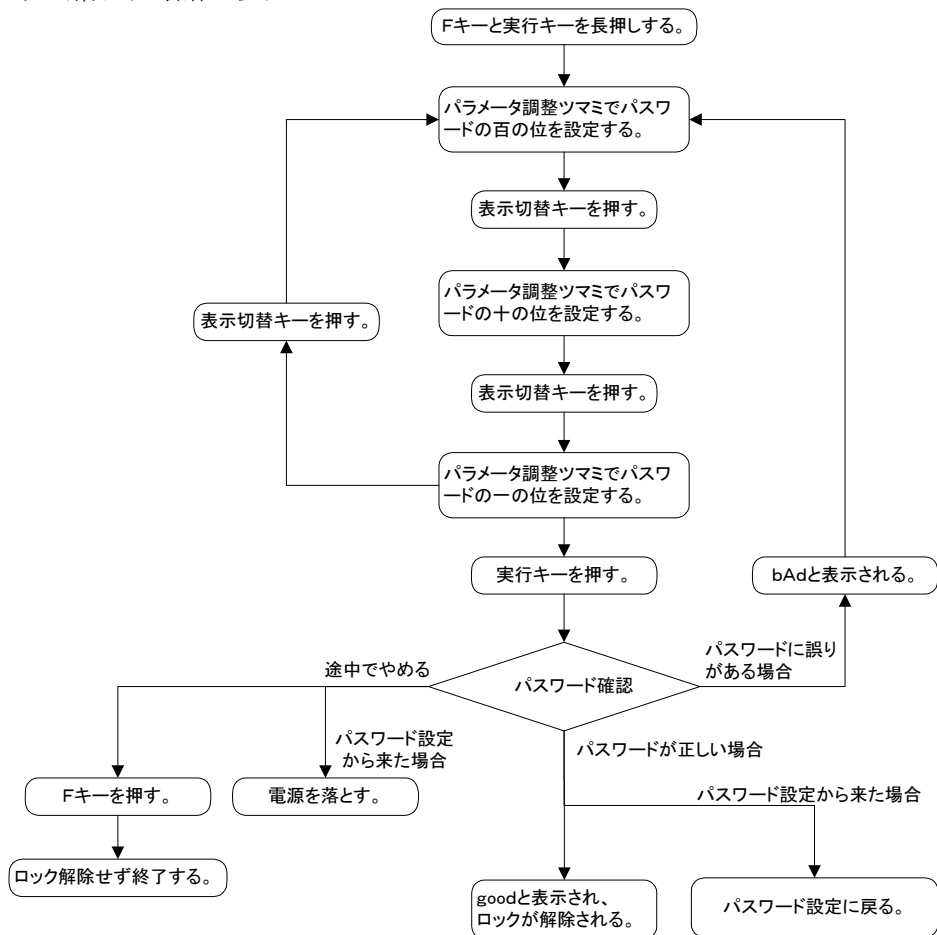 Fキーと実行キーを長押しする。
パラメータ調整ツマミでパスワ
ードの百の位を設定する。
表示切替キーを押す。
パラメータ調整ツマミでパスワ
ードの十の位を設定する。
表示切替キーを押す。
表示切替キーを押す。
パラメータ調整ツマミでパスワ
ードの一の位を設定する。
実行キーを押す。
bAdと表示される。
パスワードに誤り
がある場合
途中でやめる
パスワード確認
パスワード設定
から来た場合
パスワードが正しい場合
Fキーを押す。
電源を落とす。
パスワード設定から来た場合
ロック解除せず終了する。
goodと表示され、
ロックが解除される。
パスワード設定に戻る。